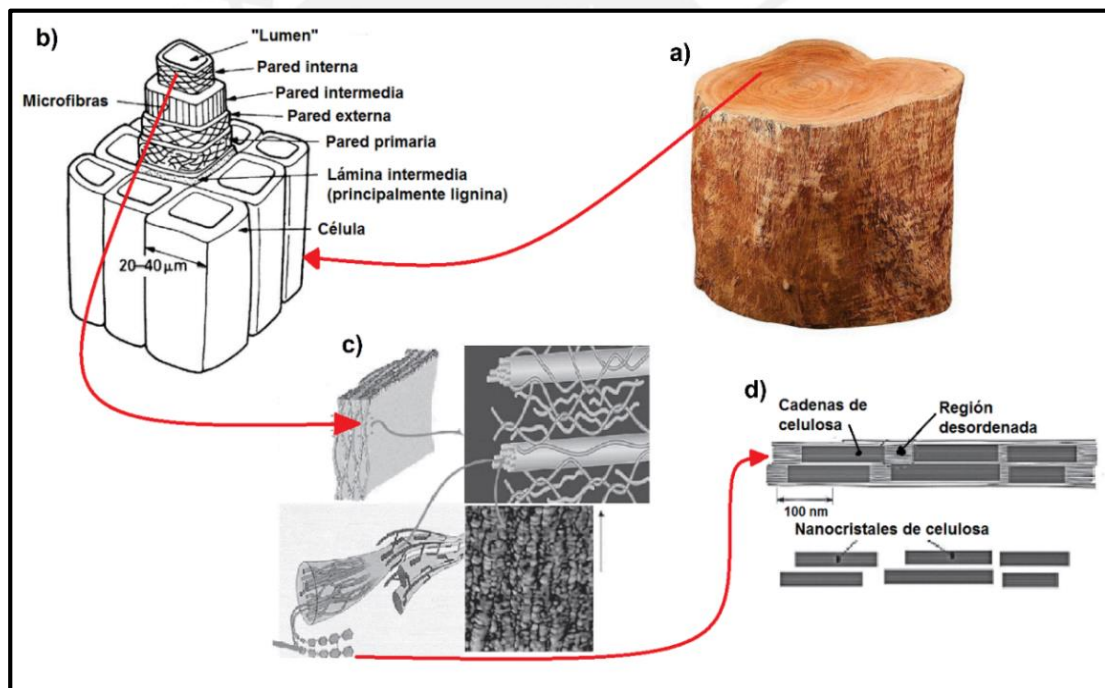 b)
"Lumen"
Pared interna
Pared intermedia
Microfibras
Pared externa
Pared primaria
Lámina intermedia
(principalmente lignina)
Célula
20–40 μm
a)
c)
d)
Cadenas de
celulosa
Región
desordenada
100 nm
Nanocristales de celulosa